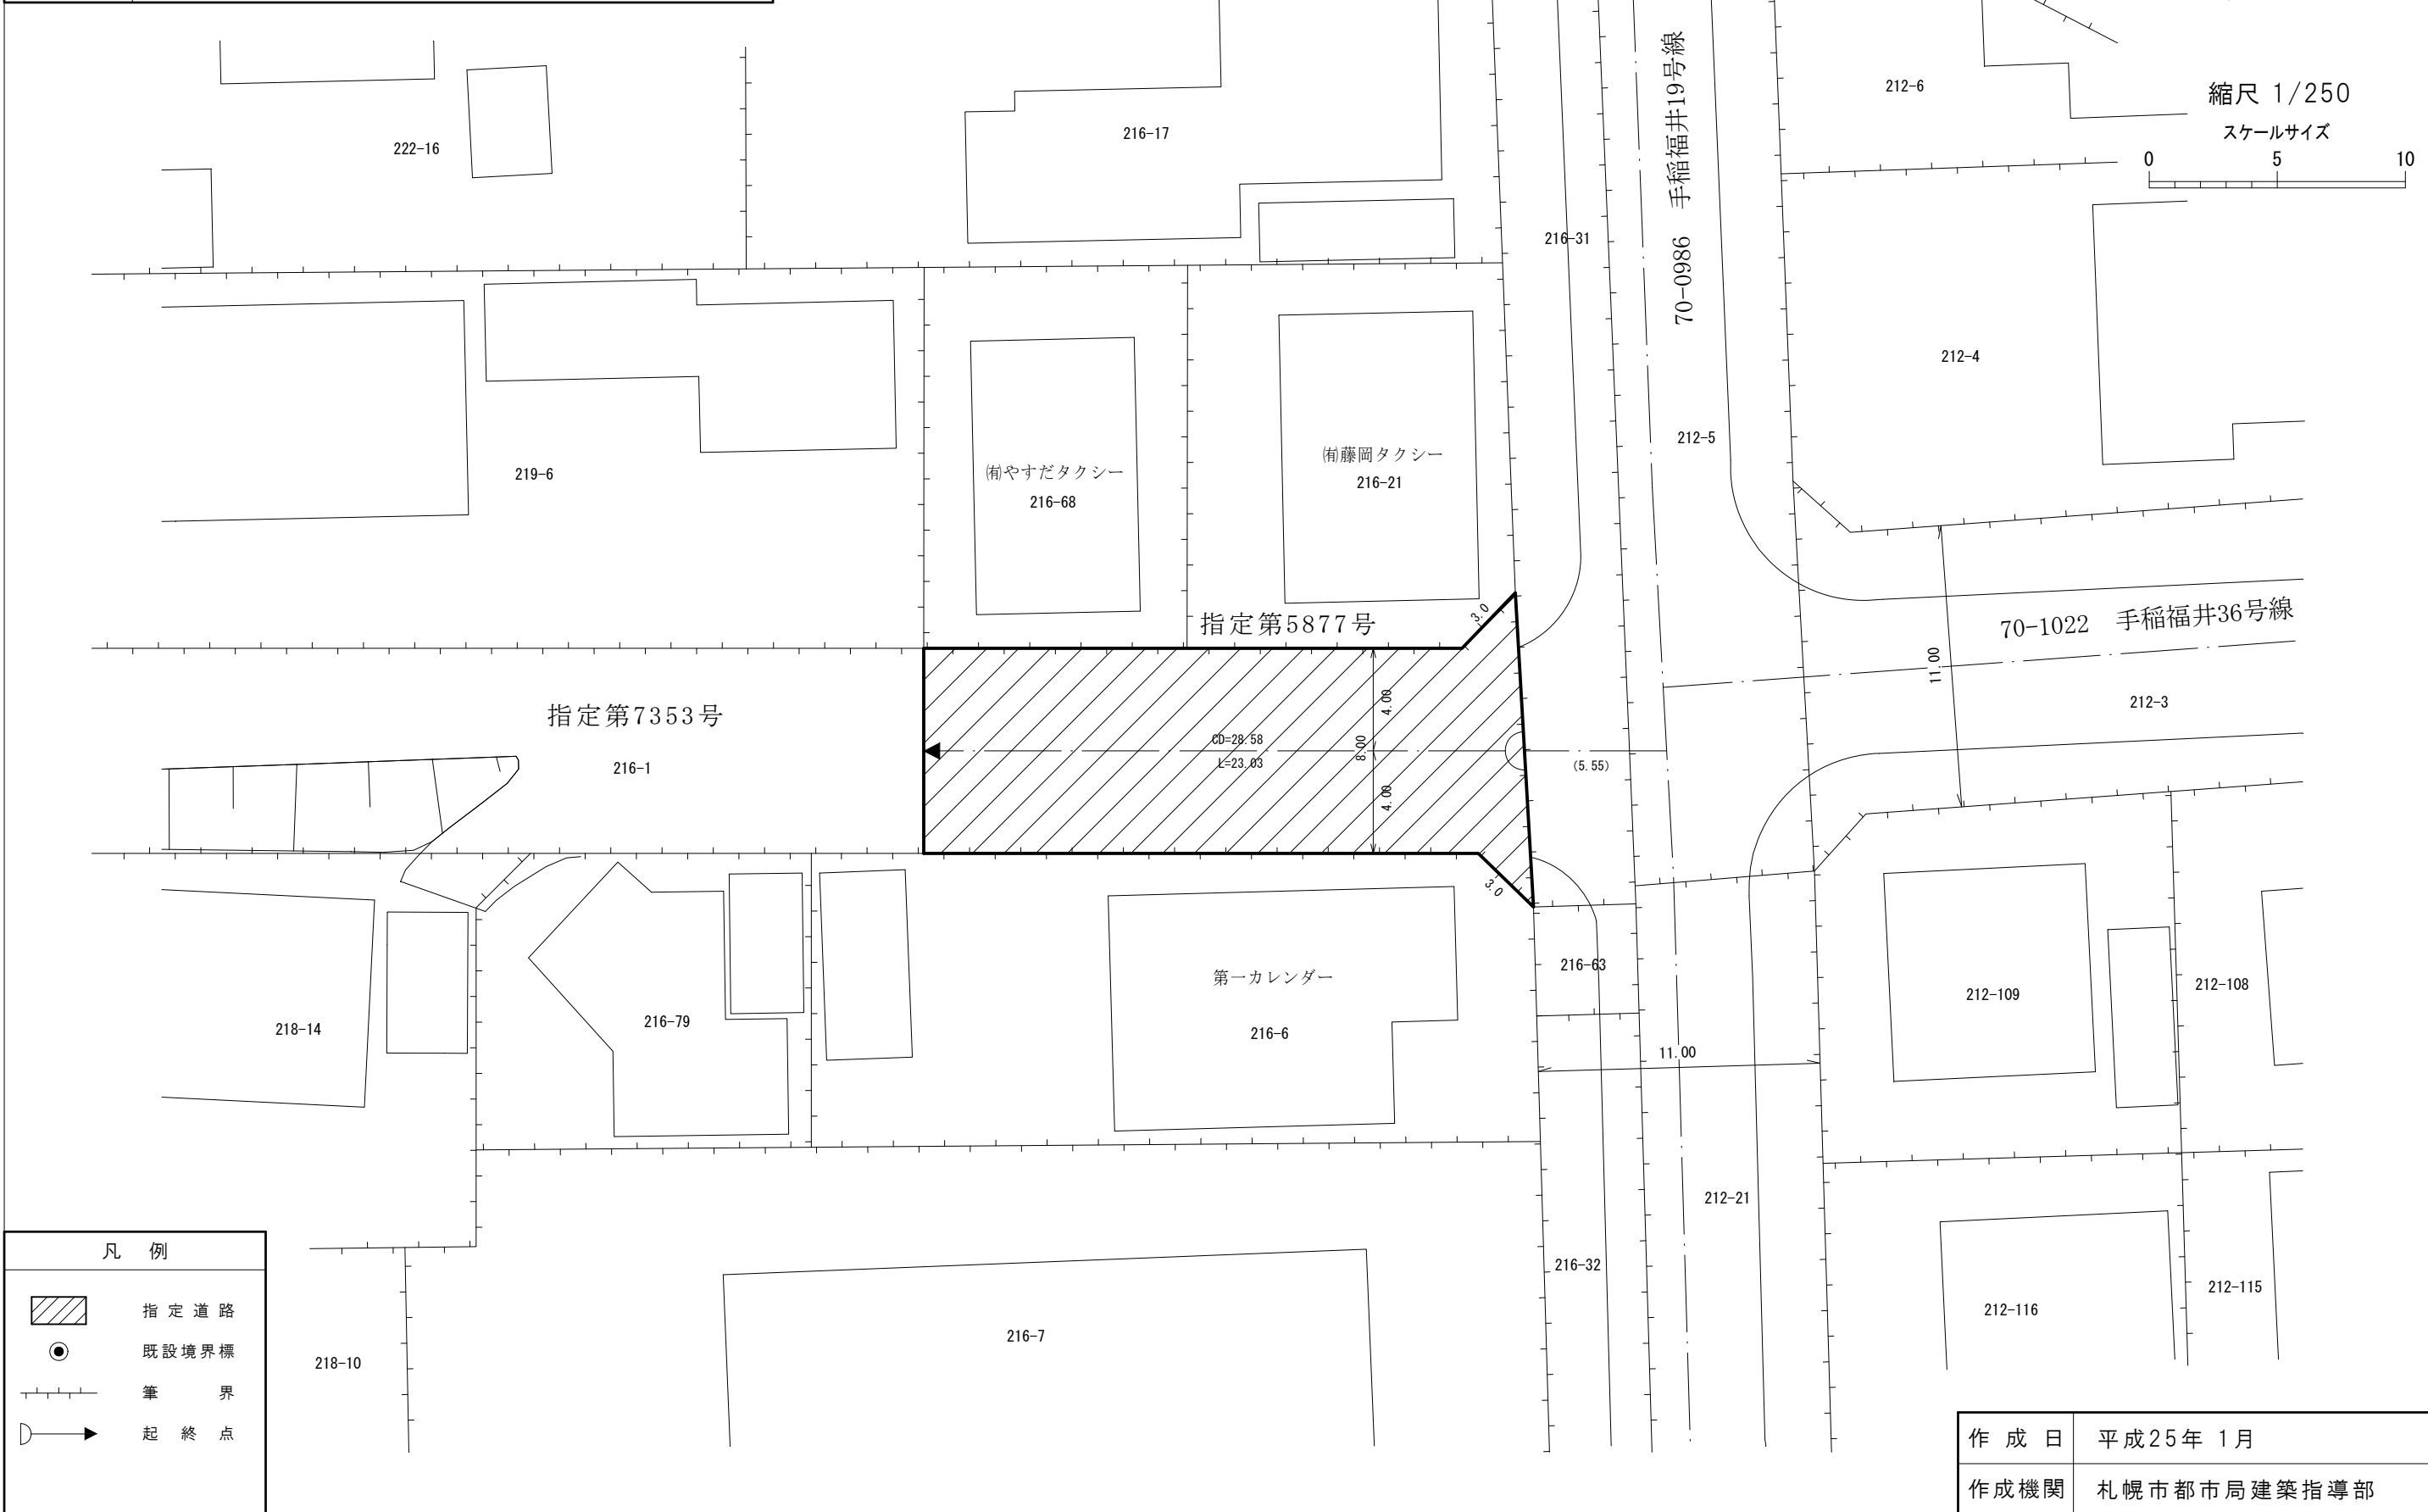 縮尺 1/250
スケールサイズ
0 5 10
70-0986 手稲福井19号線
212-6
216-17
222-16
216-31
212-4
212-5
219-6
㈲やすだタクシー
216-68
㈲藤岡タクシー
216-21
指定第5877号
3.0
70-1022 手稲福井36号線
11.00
212-3
指定第7353号
216-1
CD=28.58
L=23.03
4.00
8.00
4.00
(5.55)
3.0
第一カレンダー
216-6
216-63
212-109
212-108
218-14
216-79
11.00
212-21
216-32
212-116
212-115
216-7
218-10
凡 例
指定道路
既設境界標
筆 界
起終点
作成日 平成25年 1月
作成機関 札幌市都市局建築指導部